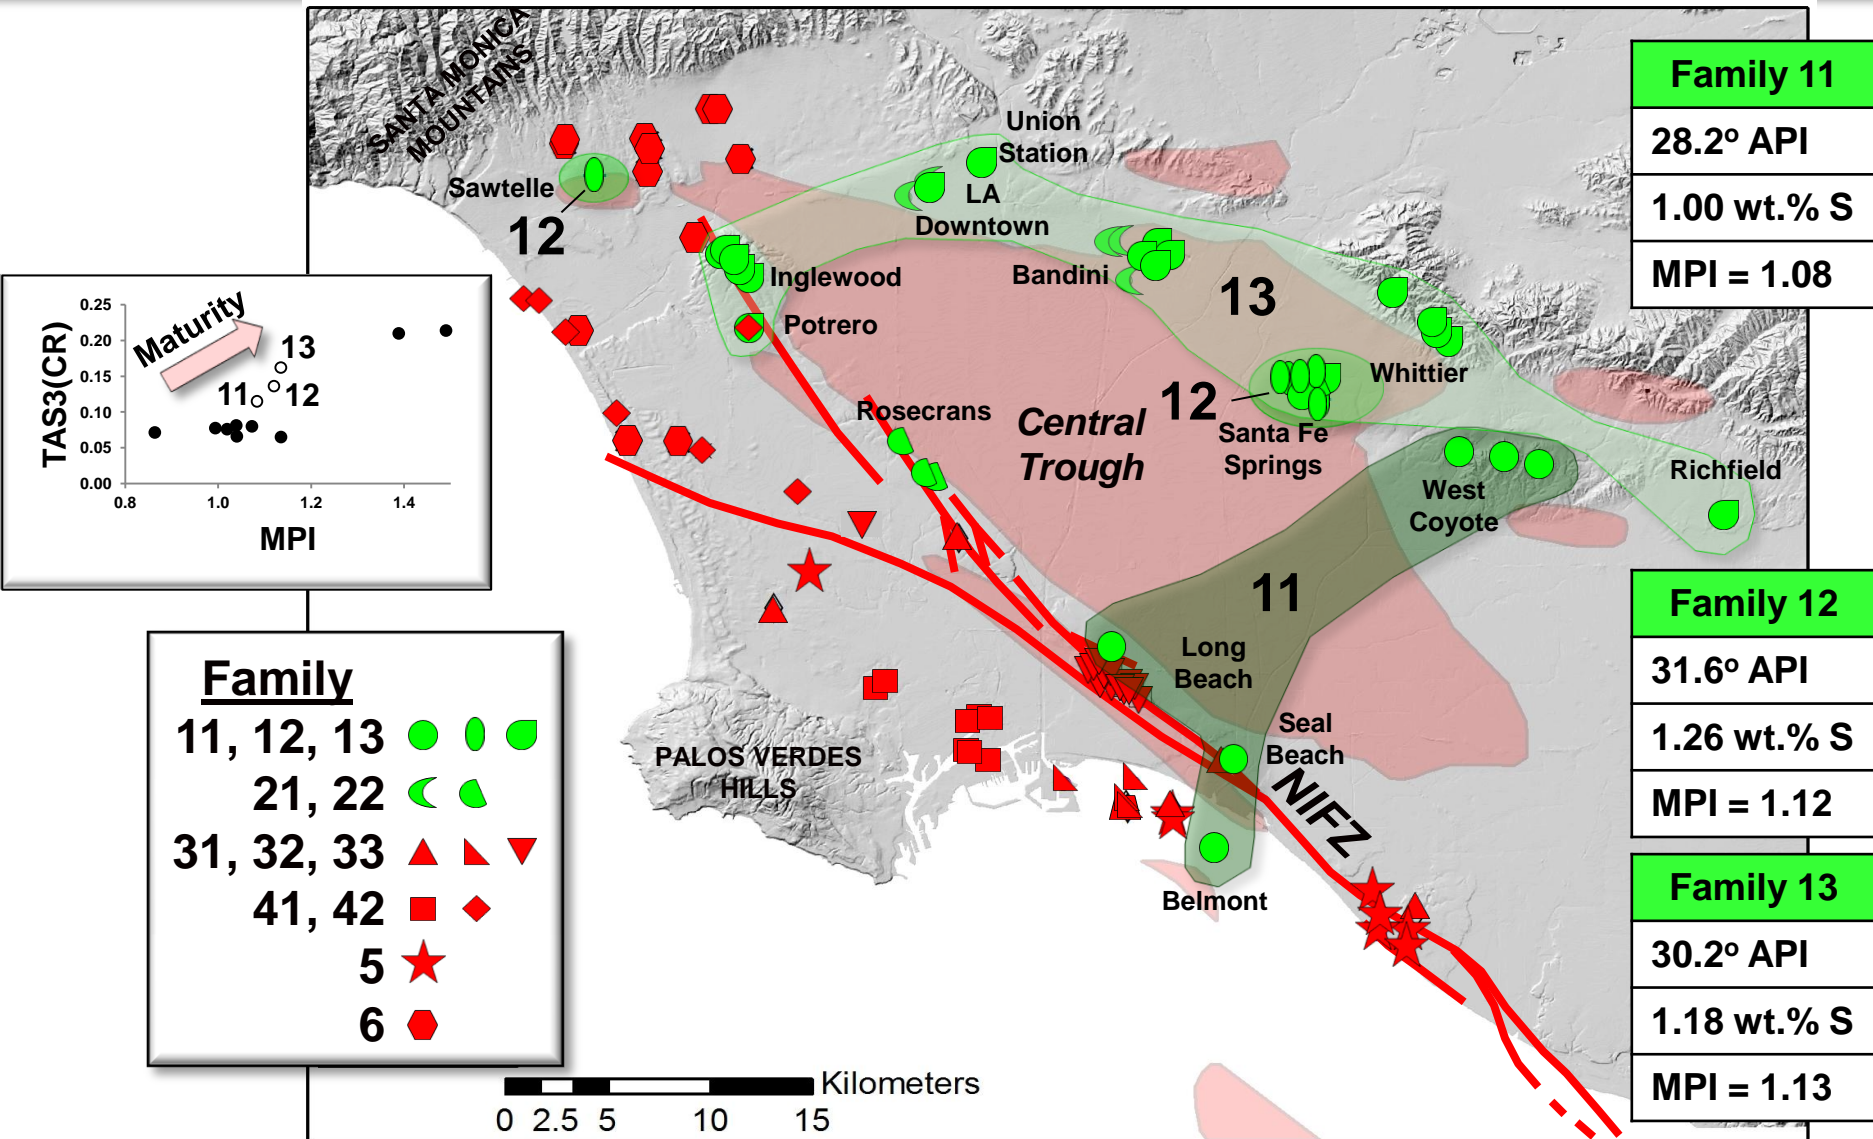 SANTA MONICA
MOUNTAINS
Union
Station
LA
Downtown
Sawtelle
12
Inglewood
Potrero
Bandini
13
Whittier
12
Santa Fe
Springs
Rosecrans
Central
Trough
West
Coyote
Richfield
11
Long
Beach
Seal
Beach
NIFZ
Belmont
PALOS VERDES
HILLS
Family 11
28.2º API
1.00 wt.% S
MPI = 1.08
Family 12
31.6º API
1.26 wt.% S
MPI = 1.12
Family 13
30.2º API
1.18 wt.% S
MPI = 1.13
TAS3(CR)
0.25
0.20
0.15
0.10
0.05
0.00
0.8 1.0 1.2 1.4
MPI
Maturity
13
11
12
Family
11, 12, 13
21, 22
31, 32, 33
41, 42
5
6
Kilometers
0 2.5 5 10 15